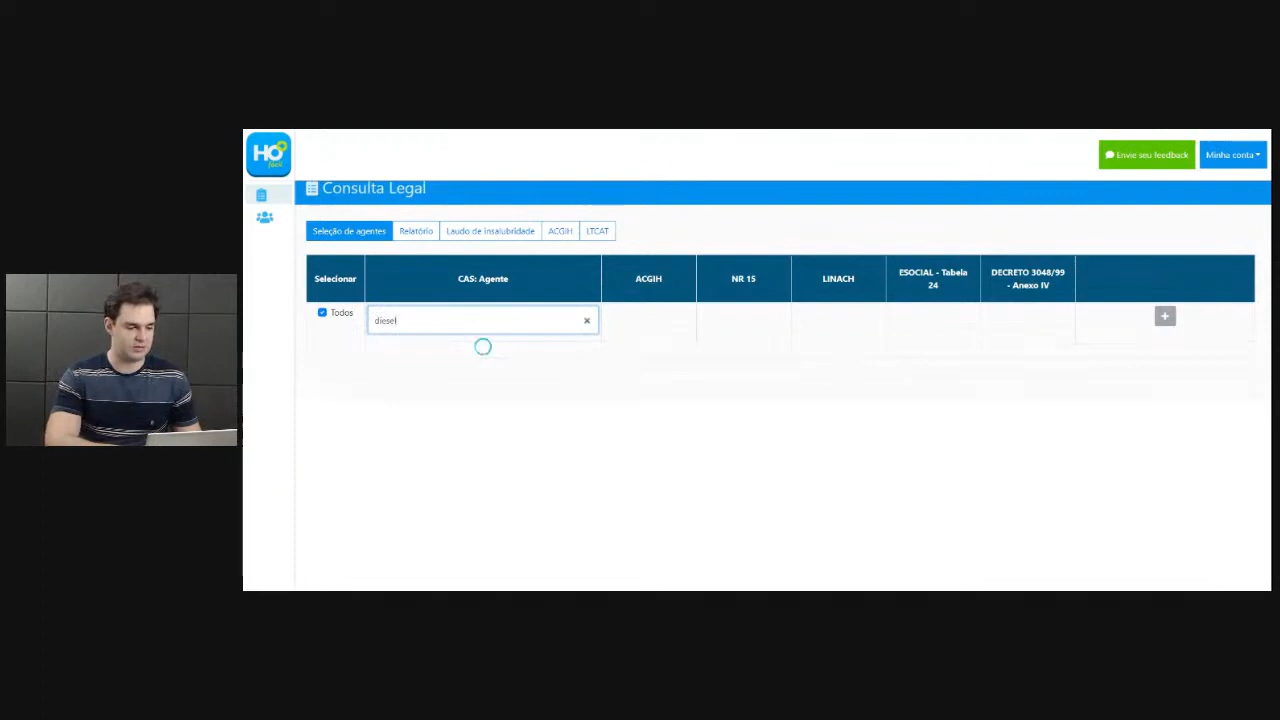 HO
fácil
Envie seu feedback
Minha conta
Consulta Legal
Seleção de agentes
Relatório
Laudo de insalubridade
ACGIH
LTCAT
Selecionar
CAS: Agente
ACGIH
NR 15
LINACH
ESOCIAL - Tabela
24
DECRETO 3048/99
- Anexo IV
Todos
diesel